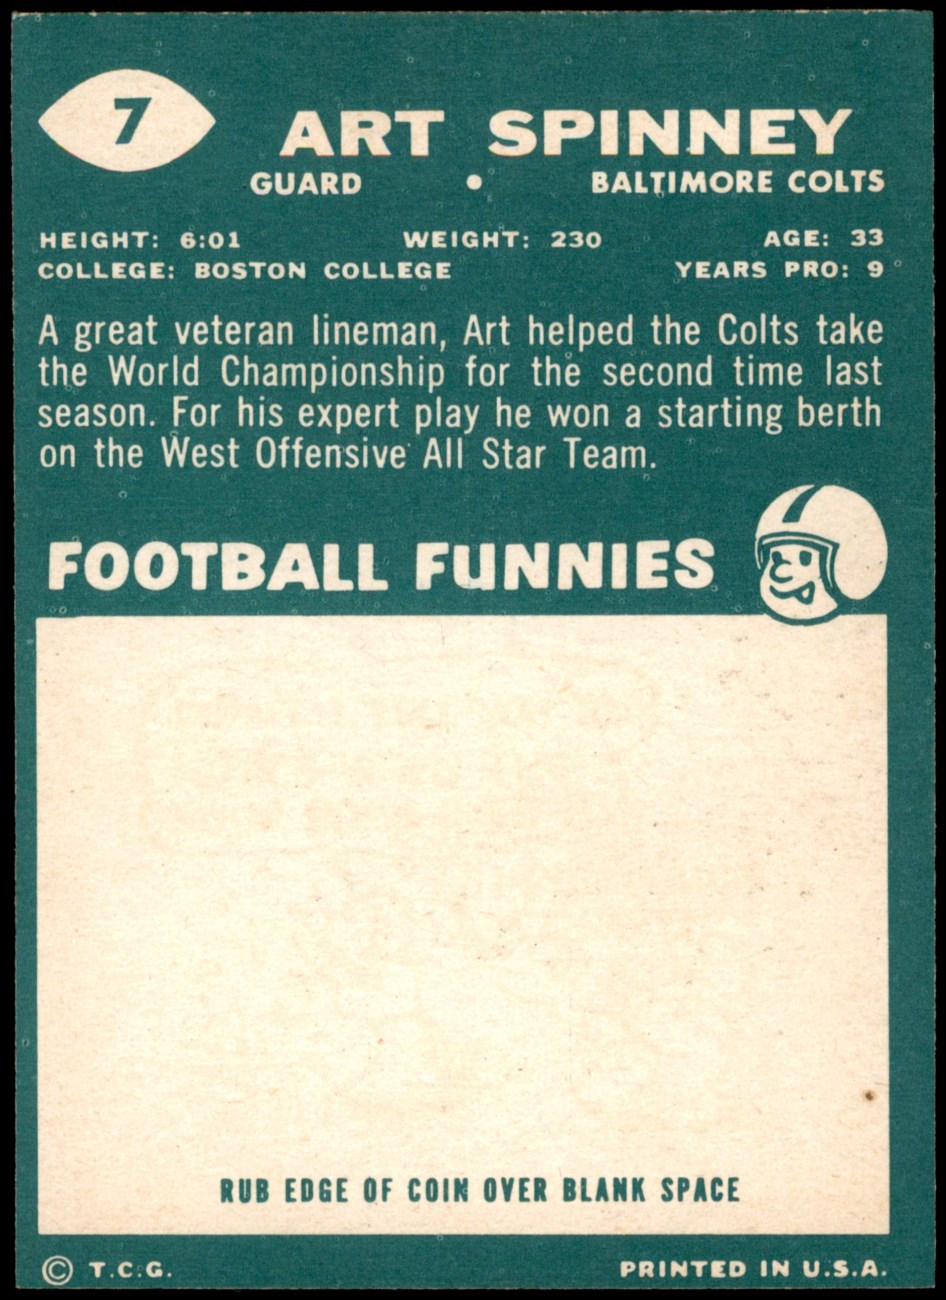 7
ART SPINNEY
GUARD • BALTIMORE COLTS
HEIGHT: 6:01 WEIGHT: 230 AGE: 33
COLLEGE: BOSTON COLLEGE YEARS PRO: 9
A great veteran lineman, Art helped the Colts take
the World Championship for the second time last
season. For his expert play he won a starting berth
on the West Offensive All Star Team.
FOOTBALL FUNNIES
RUB EDGE OF COIN OVER BLANK SPACE
© T.C.G. PRINTED IN U.S.A.